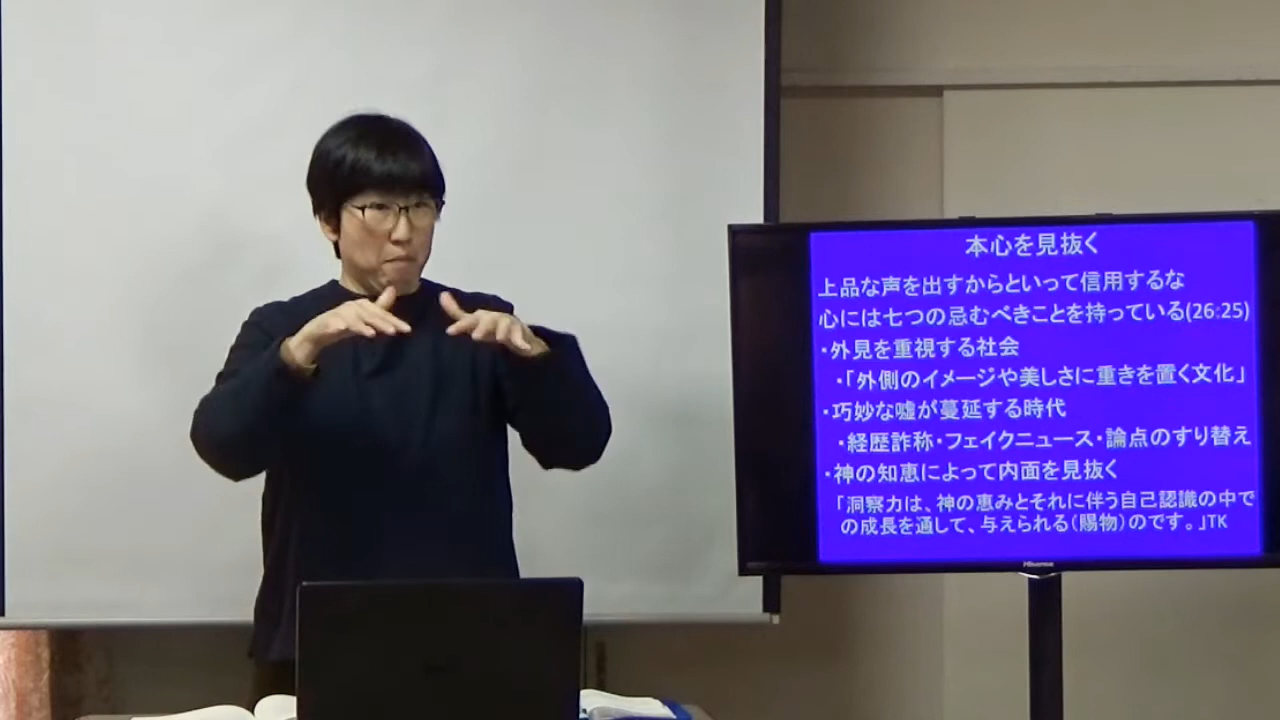 本心を見抜く
上品な声を出すからといって信用するな
心には七つの忌むべきことを持っている(26:25)
・外見を重視する社会
・「外側のイメージや美しさに重きを置く文化」
・巧妙な嘘が蔓延する時代
・経歴詐称・フェイクニュース・論点のすり替え
・神の知恵によって内面を見抜く
「洞察力は、神の恵みとそれに伴う自己認識の中で
の成長を通して、与えられる(賜物)のです。」TK
Hisense